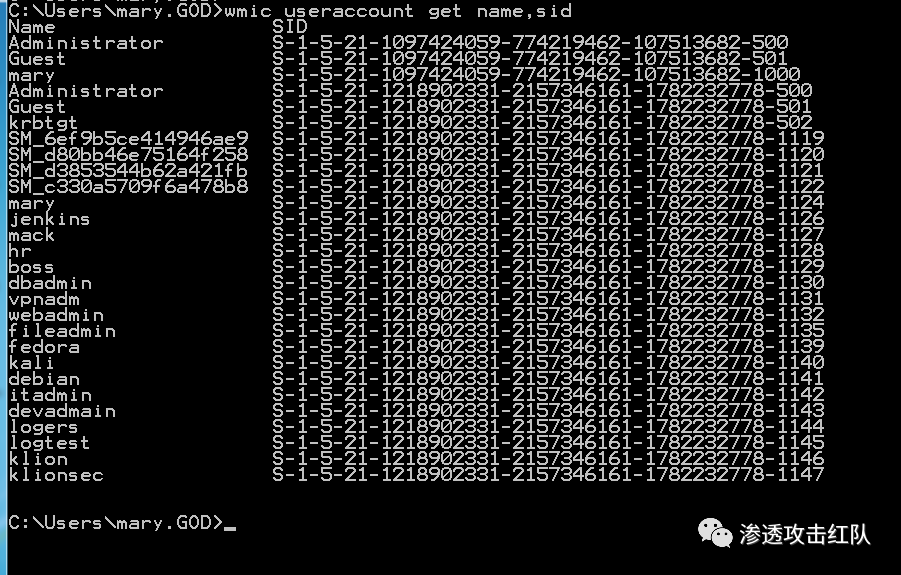 C:\Users\mary.GOD>wmic useraccount get name,sid
Name SID
Administrator S-1-5-21-1097424059-774219462-107513682-500
Guest S-1-5-21-1097424059-774219462-107513682-501
mary S-1-5-21-1097424059-774219462-107513682-1000
Administrator S-1-5-21-1218902331-2157346161-1782232778-500
Guest S-1-5-21-1218902331-2157346161-1782232778-501
krbtgt S-1-5-21-1218902331-2157346161-1782232778-502
SM_6ef9b5ce414946ae9 S-1-5-21-1218902331-2157346161-1782232778-1119
SM_d80bb46e75164f258 S-1-5-21-1218902331-2157346161-1782232778-1120
SM_d3853544b62a421fb S-1-5-21-1218902331-2157346161-1782232778-1121
SM_c330a5709f6a478b8 S-1-5-21-1218902331-2157346161-1782232778-1122
mary S-1-5-21-1218902331-2157346161-1782232778-1124
jenkins S-1-5-21-1218902331-2157346161-1782232778-1126
mack S-1-5-21-1218902331-2157346161-1782232778-1127
hr S-1-5-21-1218902331-2157346161-1782232778-1128
boss S-1-5-21-1218902331-2157346161-1782232778-1129
dbadmin S-1-5-21-1218902331-2157346161-1782232778-1130
vpnadm S-1-5-21-1218902331-2157346161-1782232778-1131
webadmin S-1-5-21-1218902331-2157346161-1782232778-1132
fileadmin S-1-5-21-1218902331-2157346161-1782232778-1135
fedora S-1-5-21-1218902331-2157346161-1782232778-1139
kali S-1-5-21-1218902331-2157346161-1782232778-1140
debian S-1-5-21-1218902331-2157346161-1782232778-1141
itadmin S-1-5-21-1218902331-2157346161-1782232778-1142
devadmain S-1-5-21-1218902331-2157346161-1782232778-1143
logers S-1-5-21-1218902331-2157346161-1782232778-1144
logtest S-1-5-21-1218902331-2157346161-1782232778-1145
klion S-1-5-21-1218902331-2157346161-1782232778-1146
klionsec S-1-5-21-1218902331-2157346161-1782232778-1147
C:\Users\mary.GOD>_
渗透攻击红队